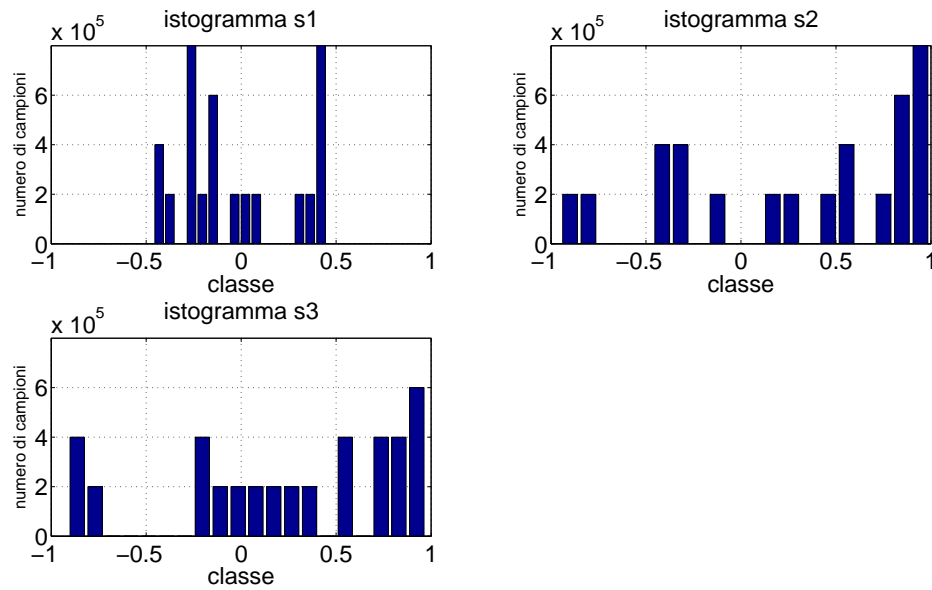 istogramma s1
x 10^5
numero di campioni
6
4
2
0
−1 −0.5 0 0.5 1
classe
istogramma s2
x 10^5
numero di campioni
6
4
2
0
−1 −0.5 0 0.5 1
classe
istogramma s3
x 10^5
numero di campioni
6
4
2
0
−1 −0.5 0 0.5 1
classe